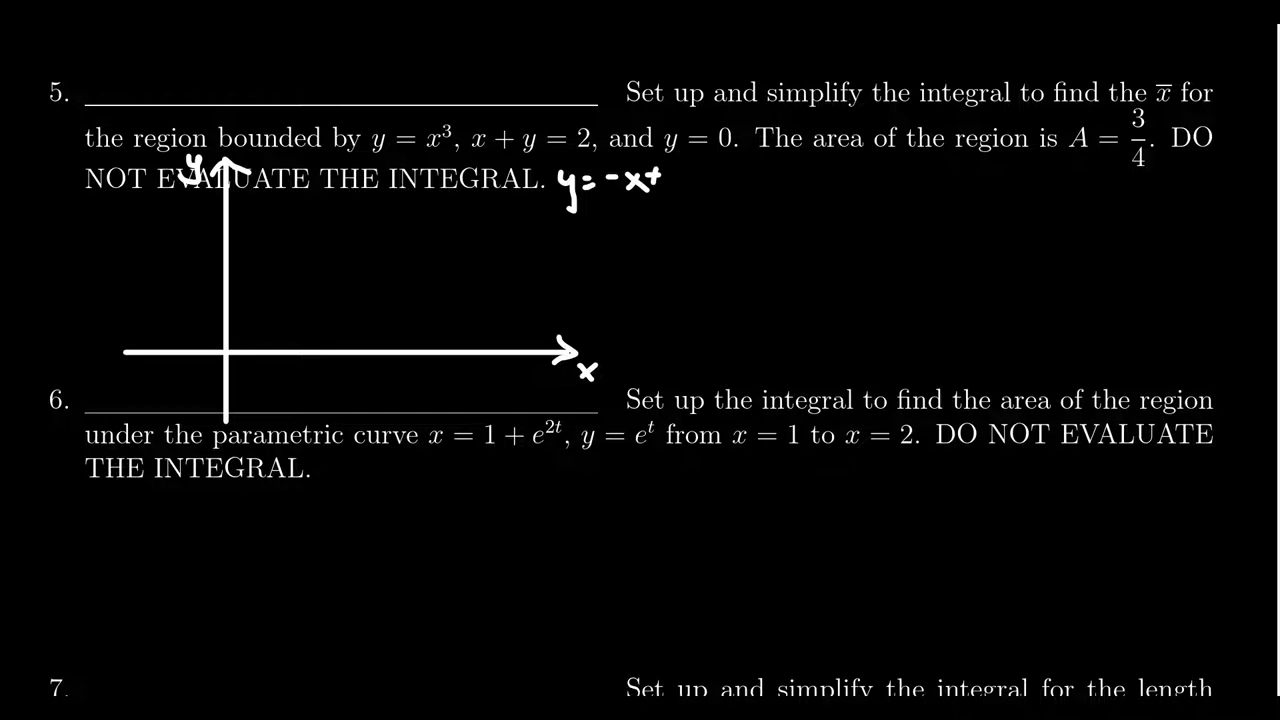 5. Set up and simplify the integral to find the x̅ for
the region bounded by y = x³, x + y = 2, and y = 0. The area of the region is A = 3/4. DO
NOT EVALUATE THE INTEGRAL. y = -x+
y
x
6. Set up the integral to find the area of the region
under the parametric curve x = 1 + e²ᵗ, y = eᵗ from x = 1 to x = 2. DO NOT EVALUATE
THE INTEGRAL.
7. Set up and simplify the integral for the length